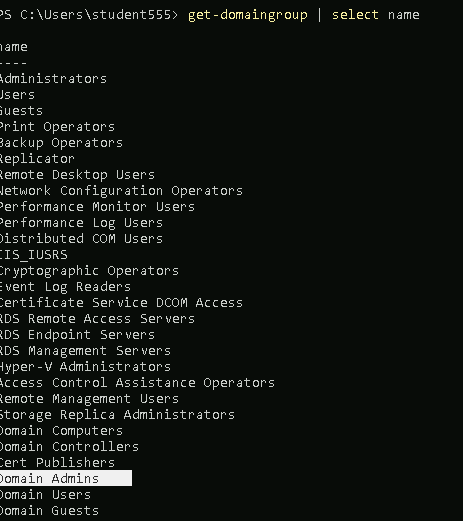 PS C:\Users\student555> get-domaingroup | select name
name
----
Administrators
Users
Guests
Print Operators
Backup Operators
Replicator
Remote Desktop Users
Network Configuration Operators
Performance Monitor Users
Performance Log Users
Distributed COM Users
IIS_IUSRS
Cryptographic Operators
Event Log Readers
Certificate Service DCOM Access
RDS Remote Access Servers
RDS Endpoint Servers
RDS Management Servers
Hyper-V Administrators
Access Control Assistance Operators
Remote Management Users
Storage Replica Administrators
Domain Computers
Domain Controllers
Cert Publishers
Domain Admins
Domain Users
Domain Guests